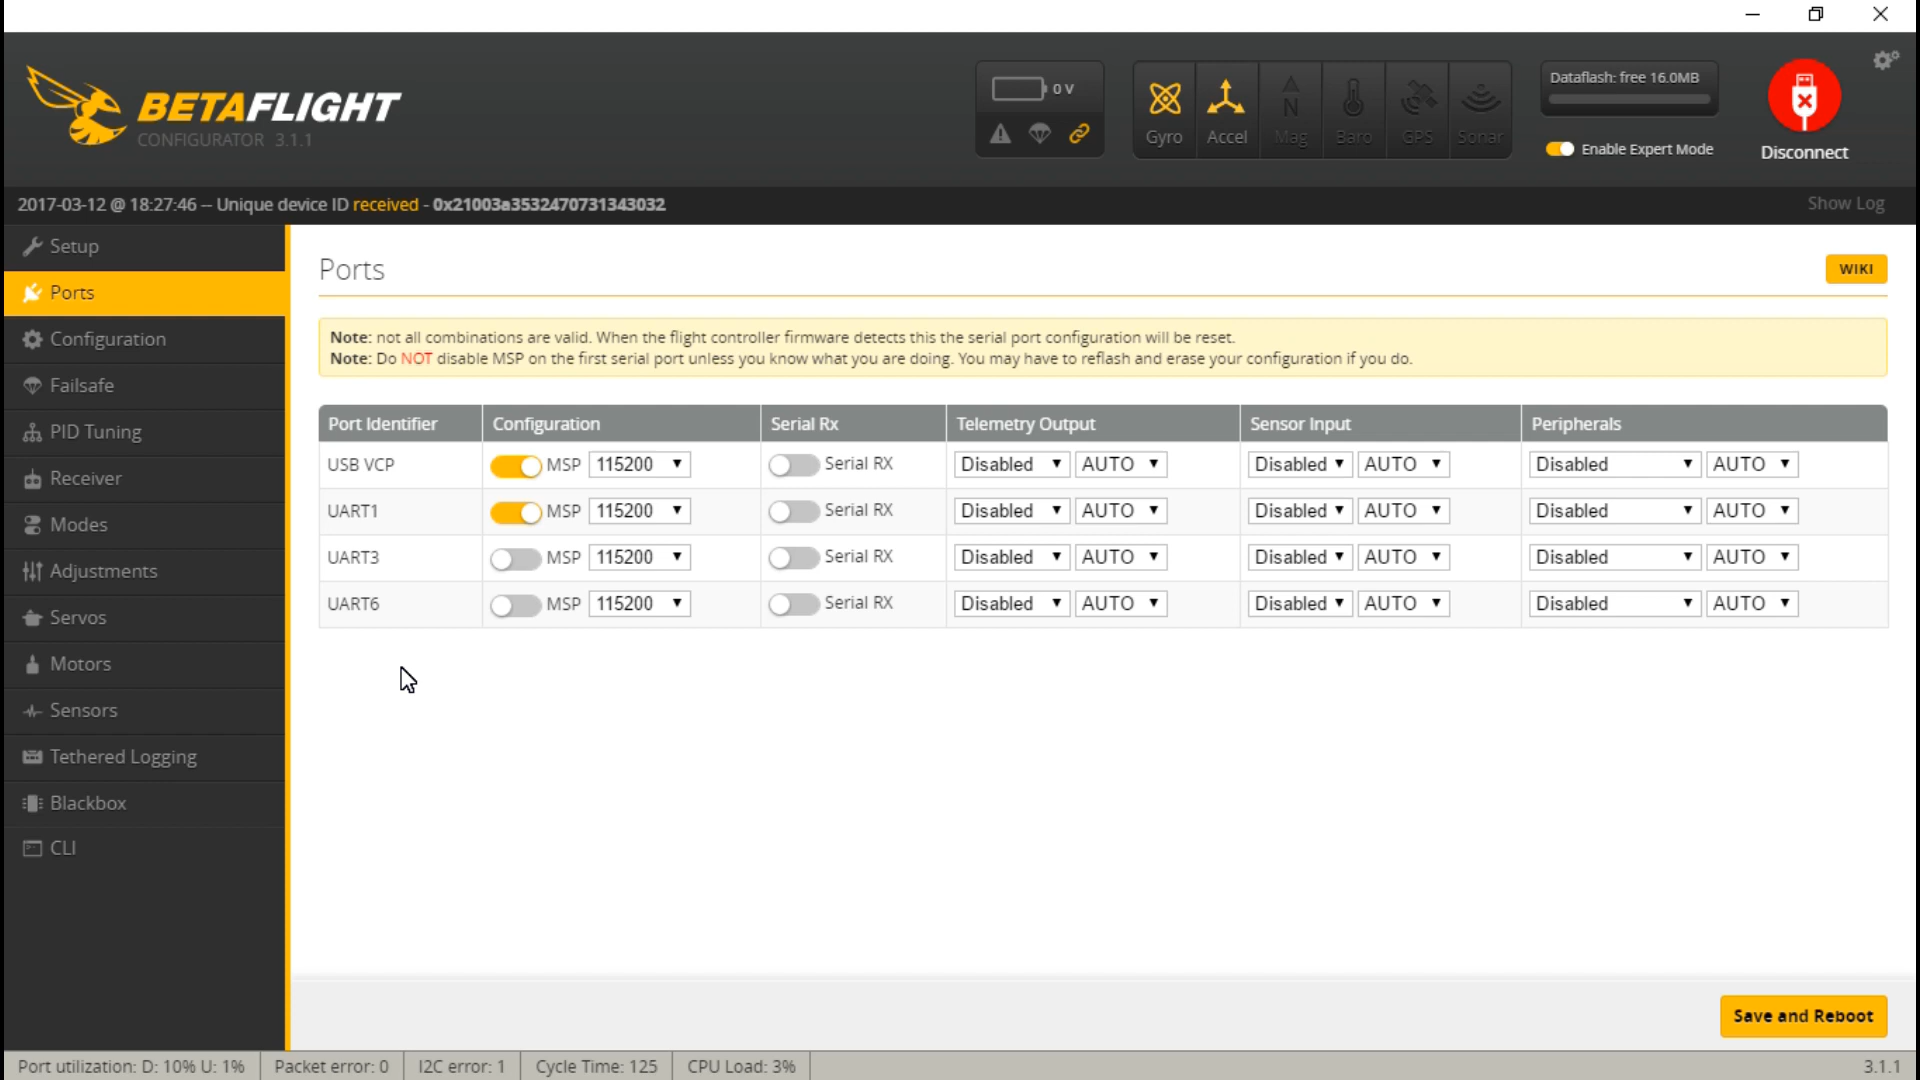 BETAFLIGHT
CONFIGURATOR 3.1.1
0 V
Gyro
Accel
Mag
Baro
GPS
Sonar
Dataflash: free 16.0MB
Enable Expert Mode
Disconnect
2017-03-12 @ 18:27:46 -- Unique device ID received - 0x21003a3532470731343032
Show Log
Setup
Ports
Configuration
Failsafe
PID Tuning
Receiver
Modes
Adjustments
Servos
Motors
Sensors
Tethered Logging
Blackbox
CLI
Ports
WIKI
Note: not all combinations are valid. When the flight controller firmware detects this the serial port configuration will be reset.
Note: Do NOT disable MSP on the first serial port unless you know what you are doing. You may have to reflash and erase your configuration if you do.
Port Identifier Configuration Serial Rx Telemetry Output Sensor Input Peripherals
USB VCP MSP 115200 Serial RX Disabled AUTO Disabled AUTO Disabled AUTO
UART1 MSP 115200 Serial RX Disabled AUTO Disabled AUTO Disabled AUTO
UART3 MSP 115200 Serial RX Disabled AUTO Disabled AUTO Disabled AUTO
UART6 MSP 115200 Serial RX Disabled AUTO Disabled AUTO Disabled AUTO
Save and Reboot
Port utilization: D: 10% U: 1% Packet error: 0 I2C error: 1 Cycle Time: 125 CPU Load: 3% 3.1.1